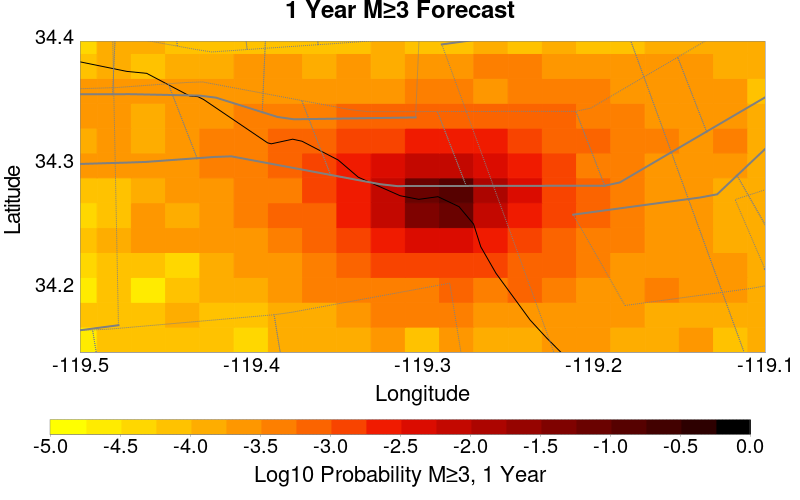 1 Year M≥3 Forecast
34.4
34.3
34.2
Latitude
-119.5 -119.4 -119.3 -119.2 -119.1
Longitude
-5.0 -4.5 -4.0 -3.5 -3.0 -2.5 -2.0 -1.5 -1.0 -0.5 0.0
Log10 Probability M≥3, 1 Year